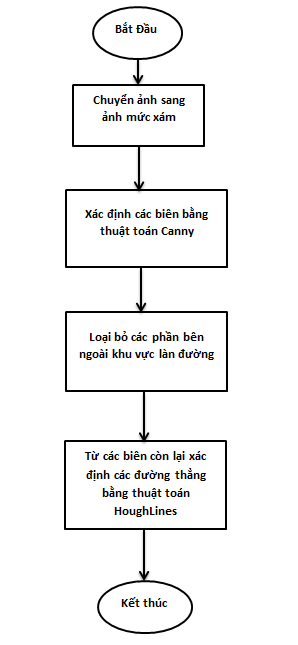 Bắt Đầu
Chuyển ảnh sang
ảnh mức xám
Xác định các biên bằng
thuật toán Canny
Loại bỏ các phần bên
ngoài khu vực làn đường
Từ các biên còn lại xác
định các đường thẳng
bằng thuật toán
HoughLines
Kết thúc